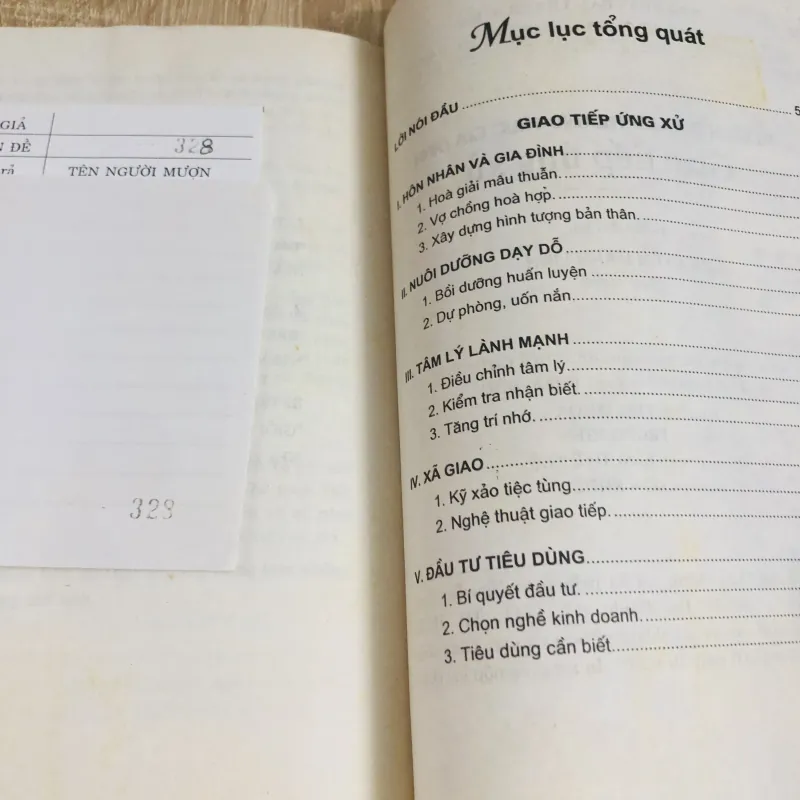 GIẢ
ĐỀ 328
trả TÊN NGƯỜI MƯỢN
328
Mục lục tổng quát
LỜI NÓI ĐẦU 5
GIAO TIẾP ỨNG XỬ
I. HÔN NHÂN VÀ GIA ĐÌNH
1. Hoà giải mâu thuẫn.
2. Vợ chồng hoà hợp.
3. Xây dựng hình tượng bản thân.
II. NUÔI DƯỠNG DẠY DỖ
1. Bồi dưỡng huấn luyện
2. Dự phòng, uốn nắn.
III. TÂM LÝ LÀNH MẠNH
1. Điều chỉnh tâm lý.
2. Kiểm tra nhận biết.
3. Tăng trí nhớ.
IV. XÃ GIAO
1. Kỹ xảo tiệc tùng.
2. Nghệ thuật giao tiếp.
V. ĐẦU TƯ TIÊU DÙNG
1. Bí quyết đầu tư.
2. Chọn nghề kinh doanh.
3. Tiêu dùng cần biết.